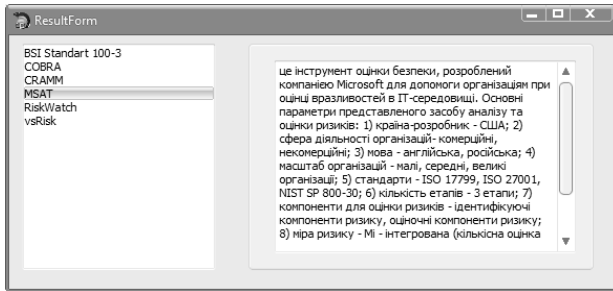 ResultForm
BSI Standart 100-3
COBRA
CRAMM
MSAT
RiskWatch
vsRisk
це інструмент оцінки безпеки, розроблений
компанією Microsoft для допомоги організаціям при
оцінці вразливостей в ІТ-середовищі. Основні
параметри представленого засобу аналізу та
оцінки ризиків: 1) країна-розробник - США; 2)
сфера діяльності організацій- комерційні,
некомерційні; 3) мова - англійська, російська; 4)
масштаб організацій - малі, середні, великі
організації; 5) стандарти - ISO 17799, ISO 27001,
NIST SP 800-30; 6) кількість етапів - 3 етапи; 7)
компоненти для оцінки ризиків - ідентифікуючі
компоненти ризику, оціночні компоненти ризику;
8) міра ризику - Мі - інтегрована (кількісна оцінка